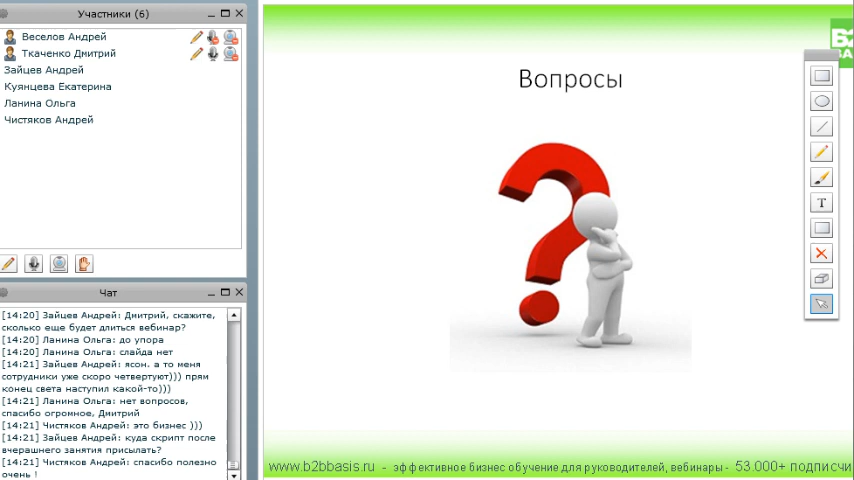 Участники (6)
Веселов Андрей
Ткаченко Дмитрий
Зайцев Андрей
Куянцева Екатерина
Ланина Ольга
Чистяков Андрей
Чат
[14:20] Зайцев Андрей: Дмитрий, скажите,
сколько еще будет длиться вебинар?
[14:20] Ланина Ольга: до упора
[14:20] Ланина Ольга: слайда нет
[14:21] Зайцев Андрей: ясон. а то меня
сотрудники уже скоро четвертуют))) прям
конец света наступил какой-то)))
[14:21] Ланина Ольга: нет вопросов,
спасибо огромное, Дмитрий
[14:21] Чистяков Андрей: это бизнес )))
[14:21] Зайцев Андрей: куда скрипт после
вчерашнего занятия присылать?
[14:21] Чистяков Андрей: спасибо полезно
очень !
Вопросы
T
www.b2bbasis.ru - эффективное бизнес обучение для руководителей, вебинары - 53.000+ подписчи